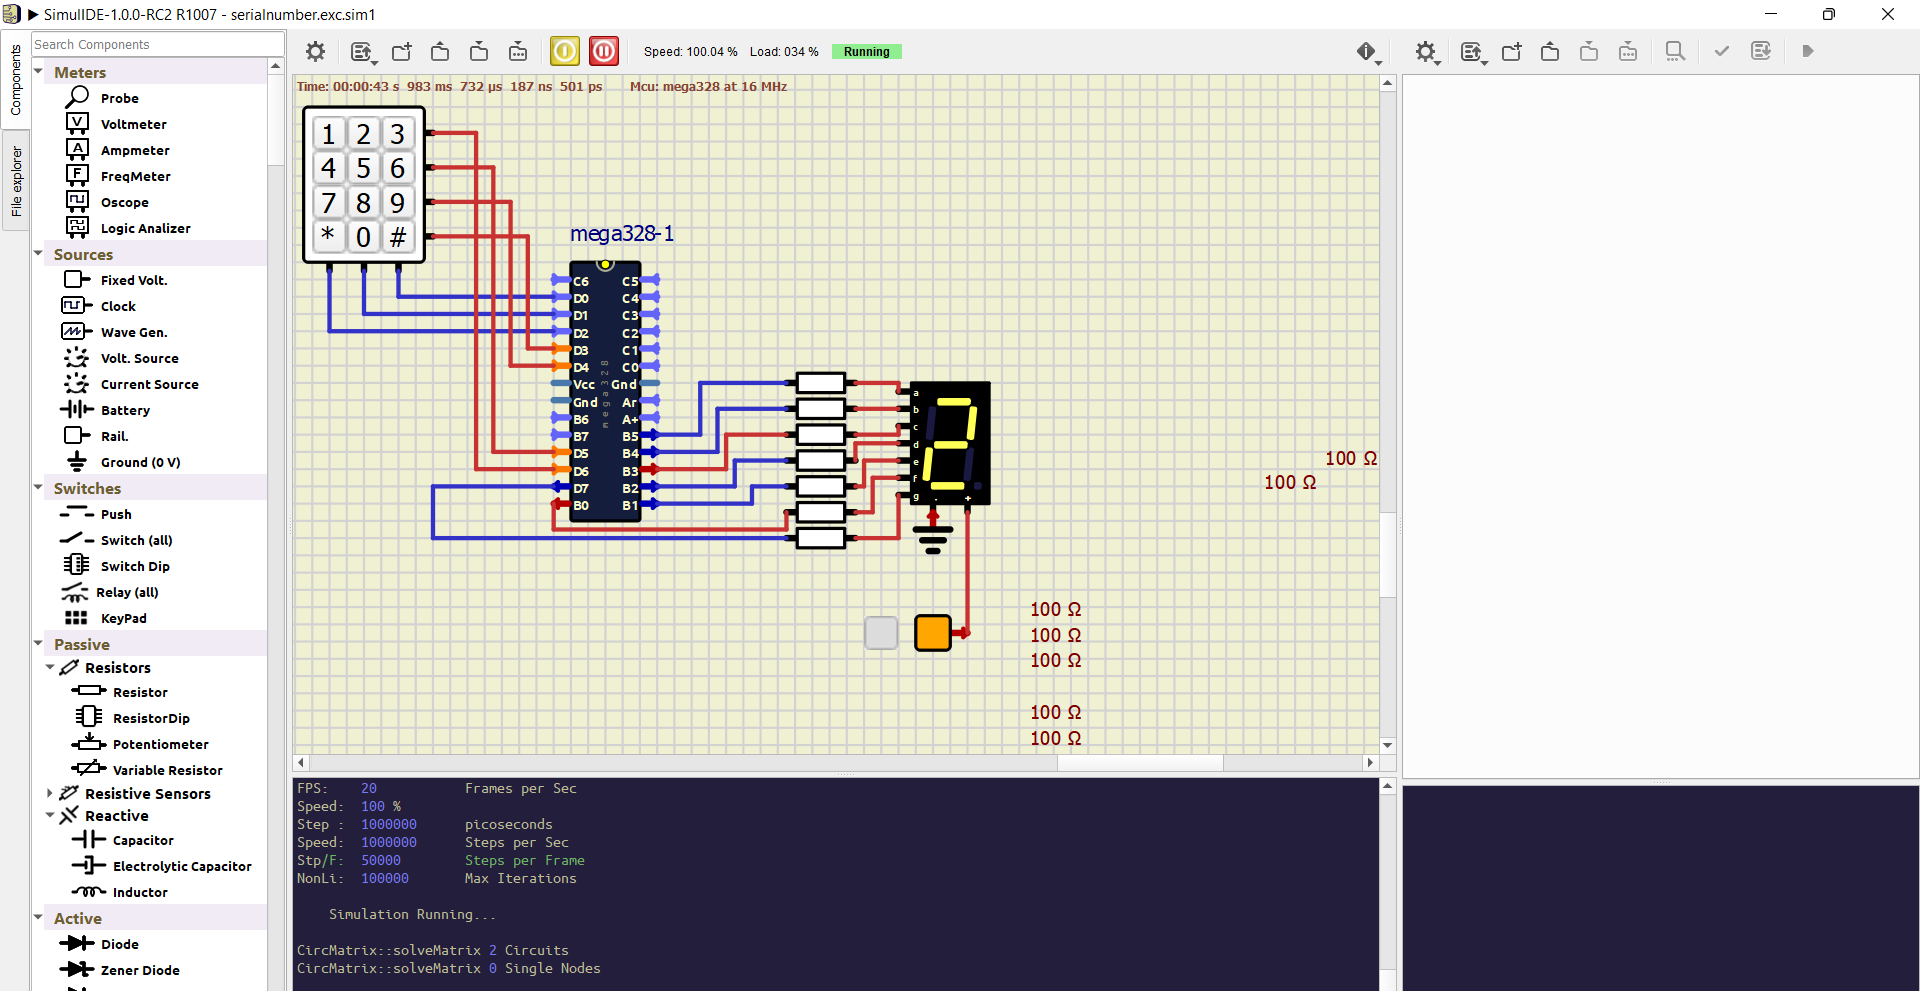 SimulIDE-1.0.0-RC2 R1007 - serialnumber.exc.sim1
Components
File explorer
Search Components
Meters
Probe
V Voltmeter
A Ampmeter
F FreqMeter
Oscope
Logic Analizer
Sources
Fixed Volt.
Clock
Wave Gen.
Volt. Source
Current Source
Battery
Rail.
Ground (0 V)
Switches
Push
Switch (all)
Switch Dip
Relay (all)
KeyPad
Passive
Resistors
Resistor
ResistorDip
Potentiometer
Variable Resistor
Resistive Sensors
Reactive
Capacitor
Electrolytic Capacitor
Inductor
Active
Diode
Zener Diode
Speed: 100.04 % Load: 034 % Running
Time: 00:00:43 s 983 ms 732 µs 187 ns 501 ps Mcu: mega328 at 16 MHz
1 2 3
4 5 6
7 8 9
* 0 #
mega328-1
C6 C5
D0 C4
D1 C3
D2 C2
D3 C1
D4 C0
Vcc Gnd
Gnd Ar
B6 A+
B7 B5
D5 B4
D6 B3
D7 B2
B0 B1
mega328
a
b
c
d
e
f
g - +
2
100 Ω
100 Ω
100 Ω
100 Ω
100 Ω
100 Ω
100 Ω
FPS: 20 Frames per Sec
Speed: 100 %
Step : 1000000 picoseconds
Speed: 1000000 Steps per Sec
Stp/F: 50000 Steps per Frame
NonLi: 100000 Max Iterations
Simulation Running...
CircMatrix::solveMatrix 2 Circuits
CircMatrix::solveMatrix 0 Single Nodes